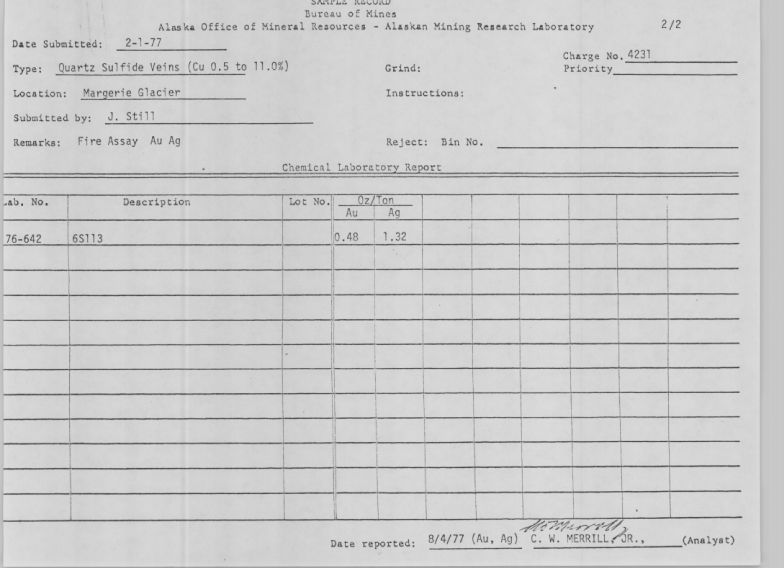 SAMPLE RECORD
Bureau of Mines
Alaska Office of Mineral Resources - Alaskan Mining Research Laboratory 2/2
Date Submitted: 2-1-77
Charge No. 4231
Type: Quartz Sulfide Veins (Cu 0.5 to 11.0%) Grind: Priority
Location: Margerie Glacier Instructions:
Submitted by: J. Still
Remarks: Fire Assay Au Ag Reject: Bin No.
Chemical Laboratory Report
Lab. No. Description Lot No. Oz/Ton
Au Ag
76-642 6S113 0.48 1.32
Date reported: 8/4/77 (Au, Ag) C. W. MERRILL, JR., (Analyst)